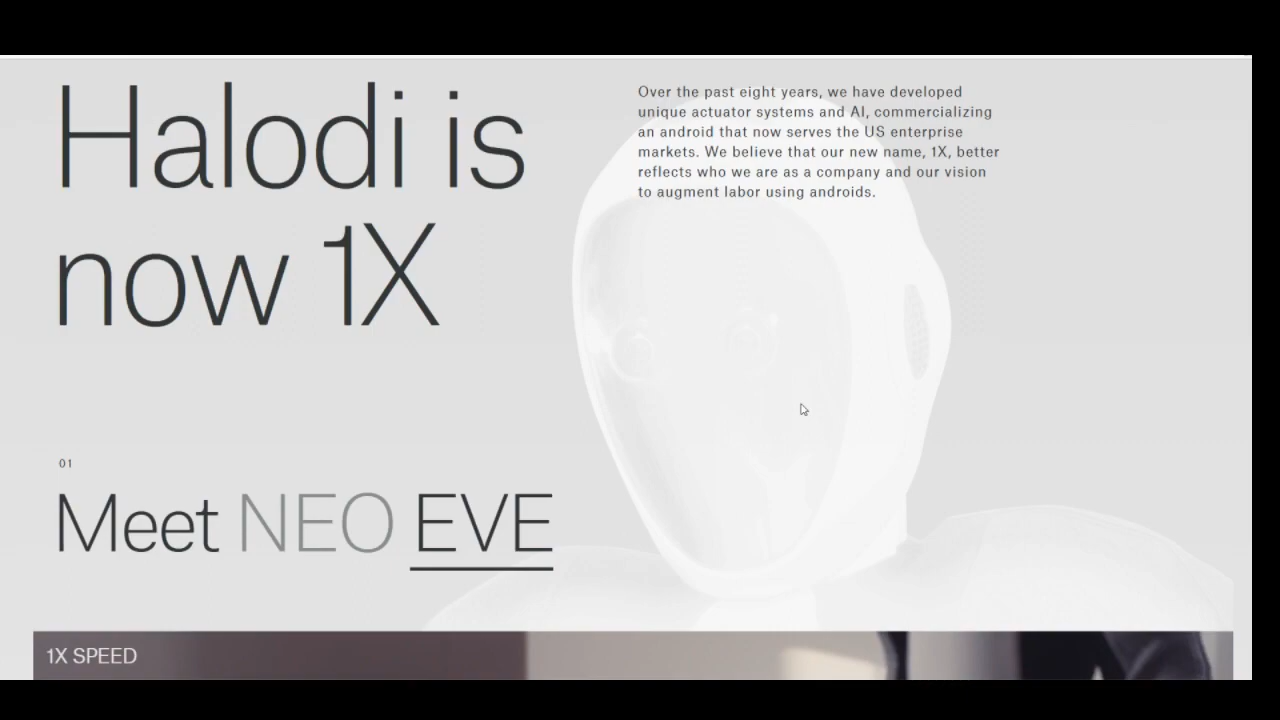 Halodi is
now 1X
Over the past eight years, we have developed
unique actuator systems and AI, commercializing
an android that now serves the US enterprise
markets. We believe that our new name, 1X, better
reflects who we are as a company and our vision
to augment labor using androids.
01
Meet NEO EVE
1X SPEED